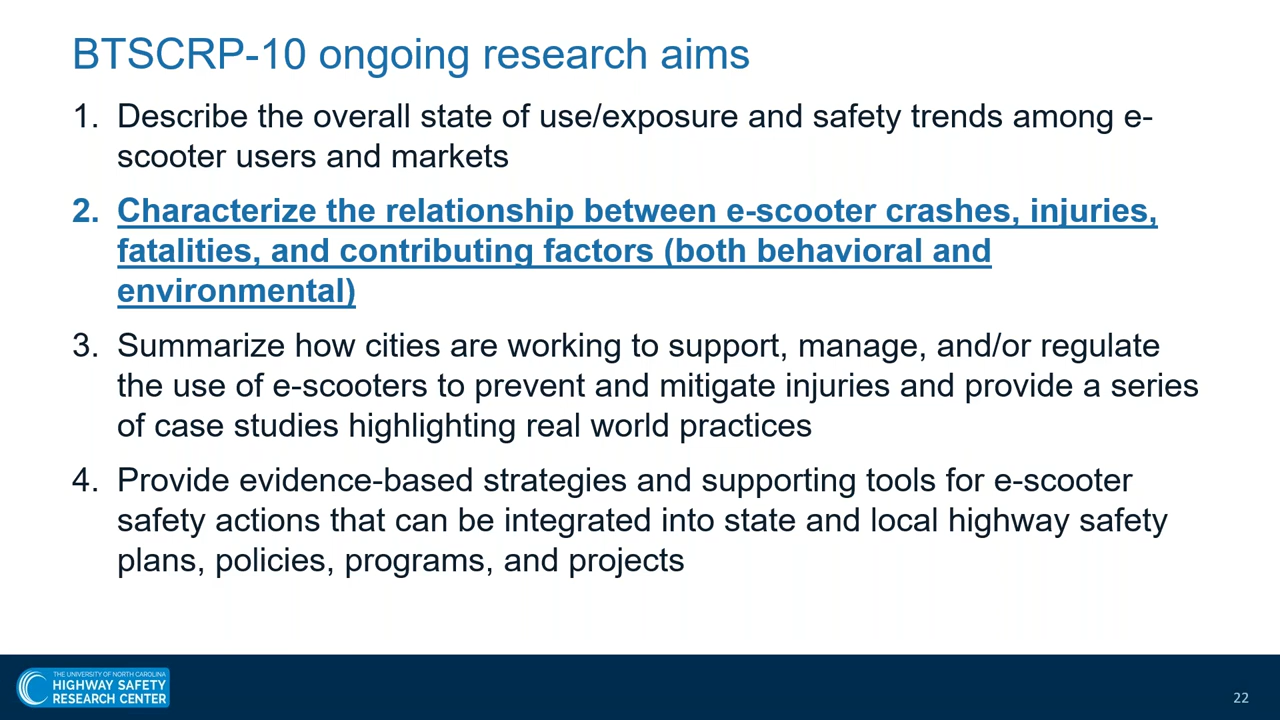 BTSCRP-10 ongoing research aims
1. Describe the overall state of use/exposure and safety trends among e-
scooter users and markets
2. Characterize the relationship between e-scooter crashes, injuries,
fatalities, and contributing factors (both behavioral and
environmental)
3. Summarize how cities are working to support, manage, and/or regulate
the use of e-scooters to prevent and mitigate injuries and provide a series
of case studies highlighting real world practices
4. Provide evidence-based strategies and supporting tools for e-scooter
safety actions that can be integrated into state and local highway safety
plans, policies, programs, and projects
THE UNIVERSITY OF NORTH CAROLINA
HIGHWAY SAFETY
RESEARCH CENTER
22